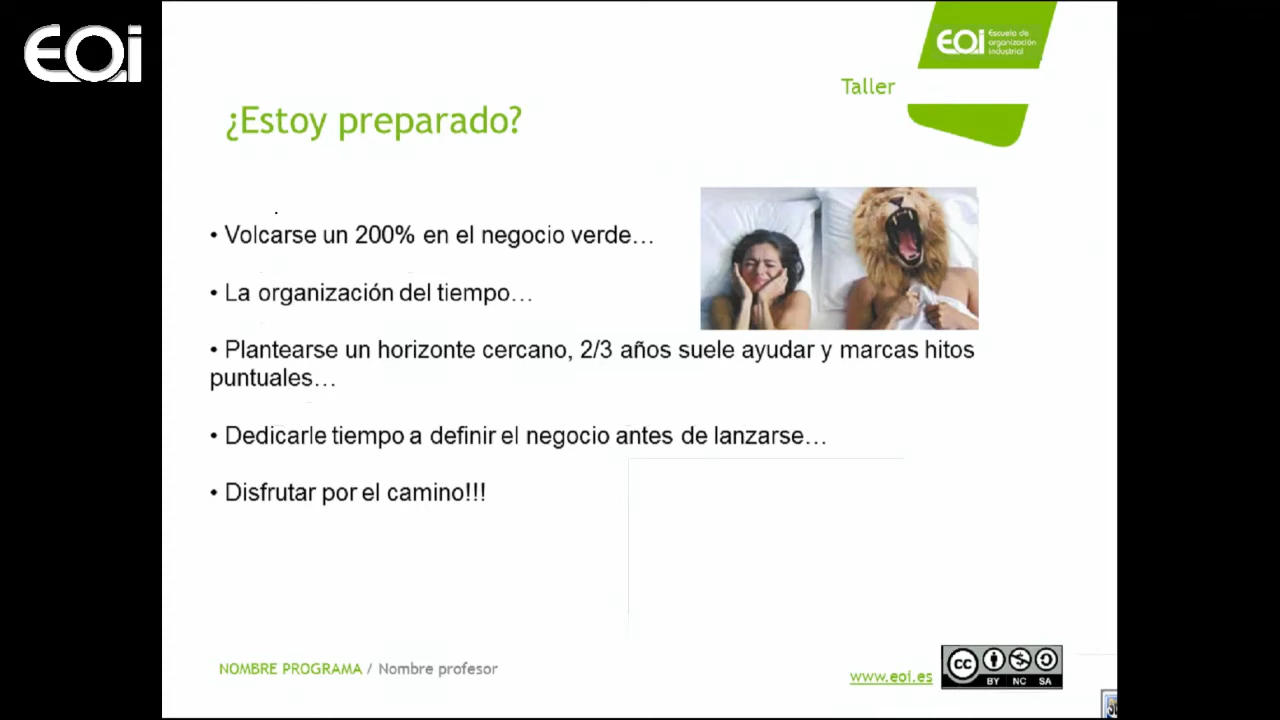 EOI
EOI Escuela de
organización
industrial
Taller
¿Estoy preparado?
• Volcarse un 200% en el negocio verde…
• La organización del tiempo…
• Plantearse un horizonte cercano, 2/3 años suele ayudar y marcas hitos
puntuales…
• Dedicarle tiempo a definir el negocio antes de lanzarse…
• Disfrutar por el camino!!!
NOMBRE PROGRAMA / Nombre profesor
www.eoi.es
cc
BY NC SA